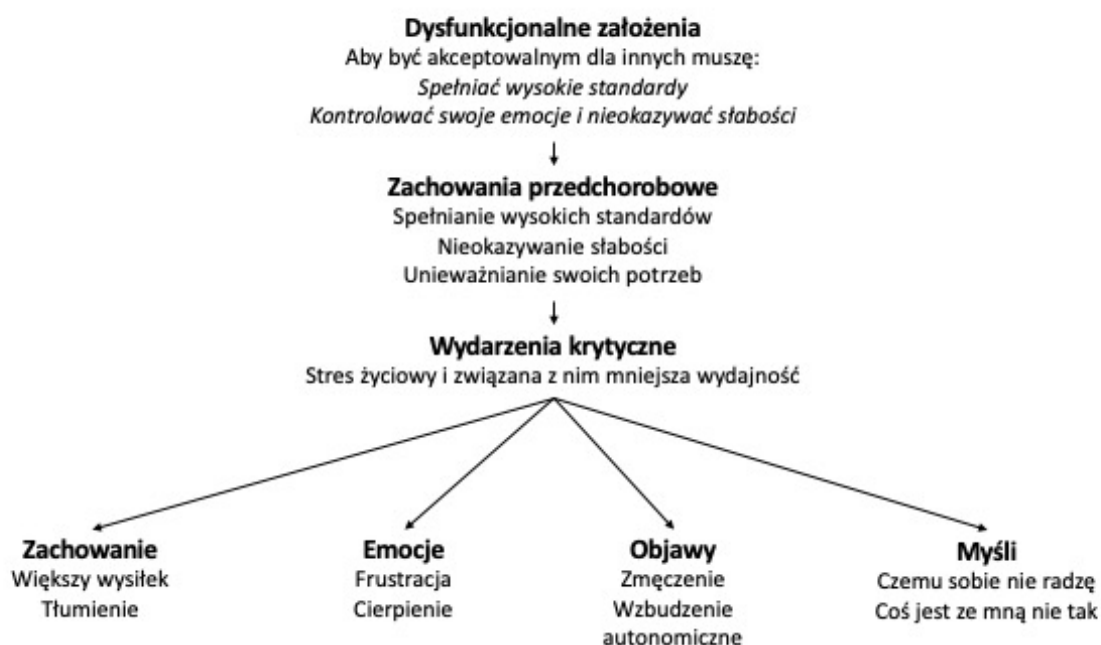 Dysfunkcjonalne założenia
Aby być akceptowalnym dla innych muszę:
Spełniać wysokie standardy
Kontrolować swoje emocje i nieokazywać słabości
Zachowania przedchorobowe
Spełnianie wysokich standardów
Nieokazywanie słabości
Unieważnianie swoich potrzeb
Wydarzenia krytyczne
Stres życiowy i związana z nim mniejsza wydajność
Zachowanie
Większy wysiłek
Tłumienie
Emocje
Frustracja
Cierpienie
Objawy
Zmęczenie
Wzbudzenie
autonomiczne
Myśli
Czemu sobie nie radzę
Coś jest ze mną nie tak